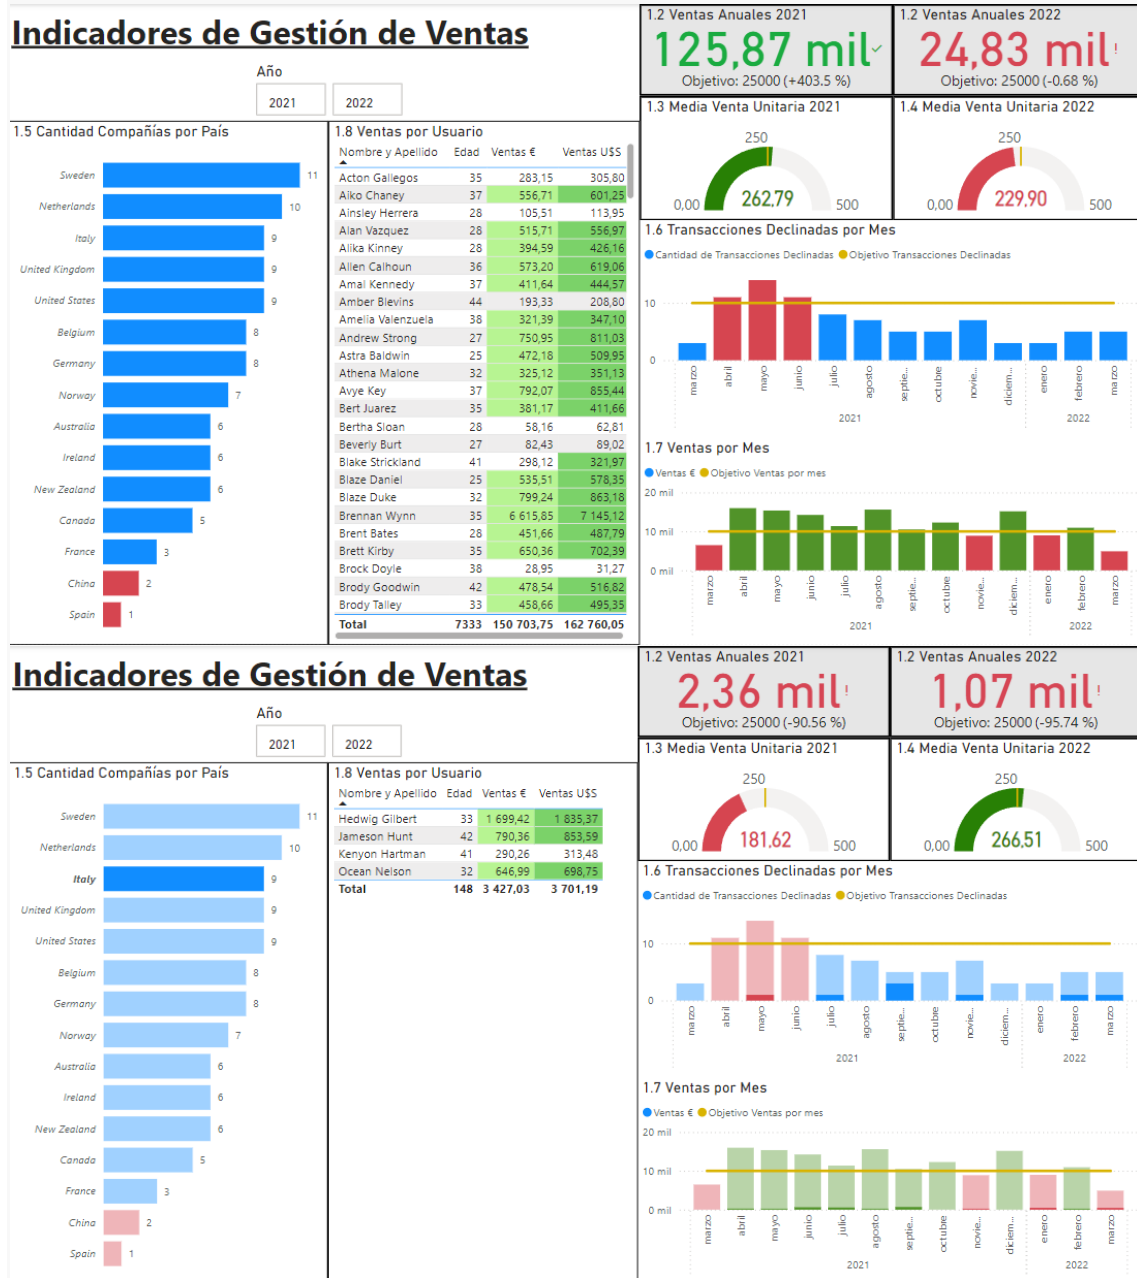 Indicadores de Gestión de Ventas
Año
2021
2022
1.2 Ventas Anuales 2021
125,87 mil
Objetivo: 25000 (+403.5 %)
1.2 Ventas Anuales 2022
24,83 mil !
Objetivo: 25000 (-0.68 %)
1.3 Media Venta Unitaria 2021
250
0,00
262,79
500
1.4 Media Venta Unitaria 2022
250
0,00
229,90
500
1.5 Cantidad Compañías por País
Sweden 11
Netherlands 10
Italy 9
United Kingdom 9
United States 9
Belgium 8
Germany 8
Norway 7
Australia 6
Ireland 6
New Zealand 6
Canada 5
France 3
China 2
Spain 1
1.8 Ventas por Usuario
Nombre y Apellido Edad Ventas € Ventas U$S
Acton Gallegos 35 283,15 305,80
Aiko Chaney 37 556,71 601,25
Ainsley Herrera 28 105,51 113,95
Alan Vazquez 28 515,71 556,97
Alika Kinney 28 394,59 426,16
Allen Calhoun 36 573,20 619,06
Amal Kennedy 37 411,64 444,57
Amber Blevins 44 193,33 208,80
Amelia Valenzuela 38 321,39 347,10
Andrew Strong 27 750,95 811,03
Astra Baldwin 25 472,18 509,95
Athena Malone 32 325,12 351,13
Avye Key 37 792,07 855,44
Bert Juarez 35 381,17 411,66
Bertha Sloan 28 58,16 62,81
Beverly Burt 27 82,43 89,02
Blake Strickland 41 298,12 321,97
Blaze Daniel 25 535,51 578,35
Blaze Duke 32 799,24 863,18
Brennan Wynn 35 6 615,85 7 145,12
Brent Bates 28 451,66 487,79
Brett Kirby 35 650,36 702,39
Brock Doyle 38 28,95 31,27
Brody Goodwin 42 478,54 516,82
Brody Talley 33 458,66 495,35
Total 7333 150 703,75 162 760,05
1.6 Transacciones Declinadas por Mes
Cantidad de Transacciones Declinadas Objetivo Transacciones Declinadas
10
0
marzo abril mayo junio julio agosto septie... octubre novie... diciem... enero febrero marzo
2021 2022
1.7 Ventas por Mes
Ventas € Objetivo Ventas por mes
20 mil
10 mil
0 mil
marzo abril mayo junio julio agosto septie... octubre novie... diciem... enero febrero marzo
2021 2022
Indicadores de Gestión de Ventas
Año
2021
2022
1.2 Ventas Anuales 2021
2,36 mil !
Objetivo: 25000 (-90.56 %)
1.2 Ventas Anuales 2022
1,07 mil !
Objetivo: 25000 (-95.74 %)
1.3 Media Venta Unitaria 2021
250
0,00
181,62
500
1.4 Media Venta Unitaria 2022
250
0,00
266,51
500
1.5 Cantidad Compañías por País
Sweden 11
Netherlands 10
Italy 9
United Kingdom 9
United States 9
Belgium 8
Germany 8
Norway 7
Australia 6
Ireland 6
New Zealand 6
Canada 5
France 3
China 2
Spain 1
1.8 Ventas por Usuario
Nombre y Apellido Edad Ventas € Ventas U$S
Hedwig Gilbert 33 1 699,42 1 835,37
Jameson Hunt 42 790,36 853,59
Kenyon Hartman 41 290,26 313,48
Ocean Nelson 32 646,99 698,75
Total 148 3 427,03 3 701,19
1.6 Transacciones Declinadas por Mes
Cantidad de Transacciones Declinadas Objetivo Transacciones Declinadas
10
0
marzo abril mayo junio julio agosto septie... octubre novie... diciem... enero febrero marzo
2021 2022
1.7 Ventas por Mes
Ventas € Objetivo Ventas por mes
20 mil
10 mil
0 mil
marzo abril mayo junio julio agosto septie... octubre novie... diciem... enero febrero marzo
2021 2022